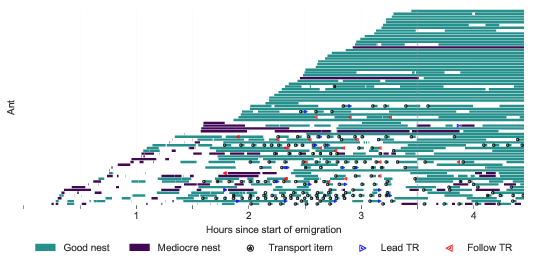 Ant
1 2 3 4
Hours since start of emigration
Good nest Mediocre nest Transport item Lead TR Follow TR